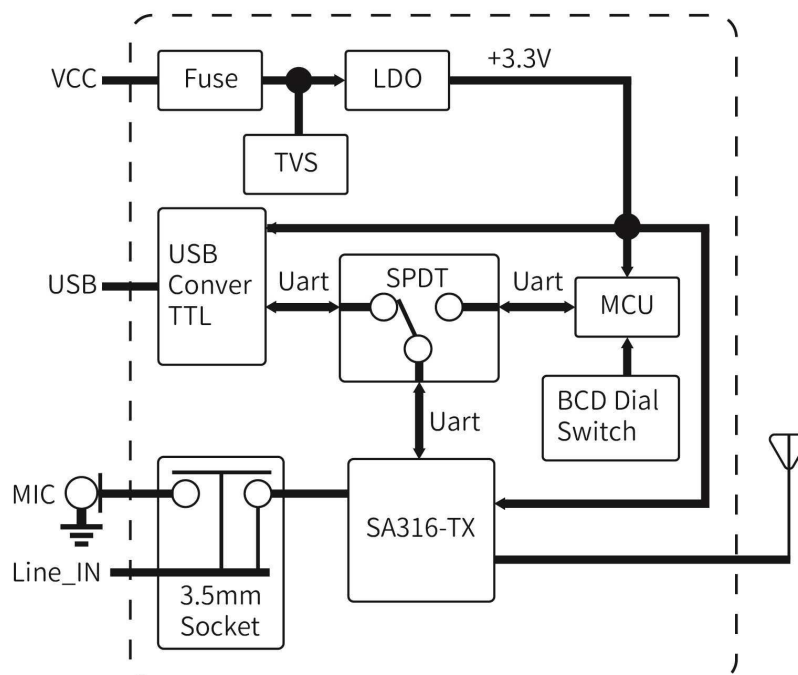 VCC
Fuse
LDO
+3.3V
TVS
USB
USB
Conver
TTL
Uart
SPDT
Uart
MCU
Uart
BCD Dial
Switch
MIC
Line_IN
3.5mm
Socket
SA316-TX